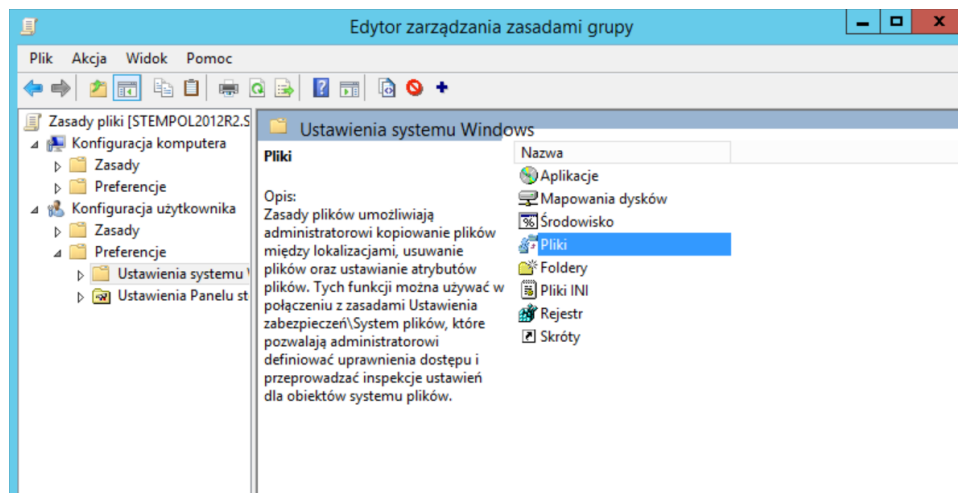 Edytor zarządzania zasadami grupy
Plik Akcja Widok Pomoc
Zasady pliki [STEMPOL2012R2.S
Konfiguracja komputera
Zasady
Preferencje
Konfiguracja użytkownika
Zasady
Preferencje
Ustawienia systemu
Ustawienia Panelu st
Ustawienia systemu Windows
Pliki
Opis:
Zasady plików umożliwiają
administratorowi kopiowanie plików
między lokalizacjami, usuwanie
plików oraz ustawianie atrybutów
plików. Tych funkcji można używać w
połączeniu z zasadami Ustawienia
zabezpieczeń\System plików, które
pozwalają administratorowi
definiować uprawnienia dostępu i
przeprowadzać inspekcje ustawień
dla obiektów systemu plików.
Nazwa
Aplikacje
Mapowania dysków
Środowisko
Pliki
Foldery
Pliki INI
Rejestr
Skróty